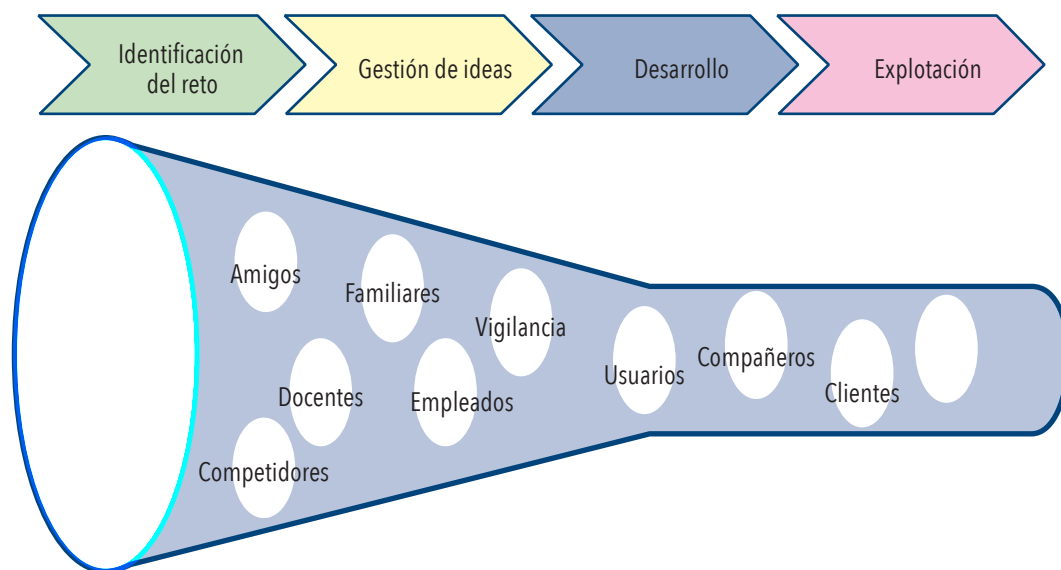 Identificación
del reto
Gestión de ideas
Desarrollo
Explotación
Amigos
Familiares
Vigilancia
Usuarios
Compañeros
Clientes
Docentes
Empleados
Competidores